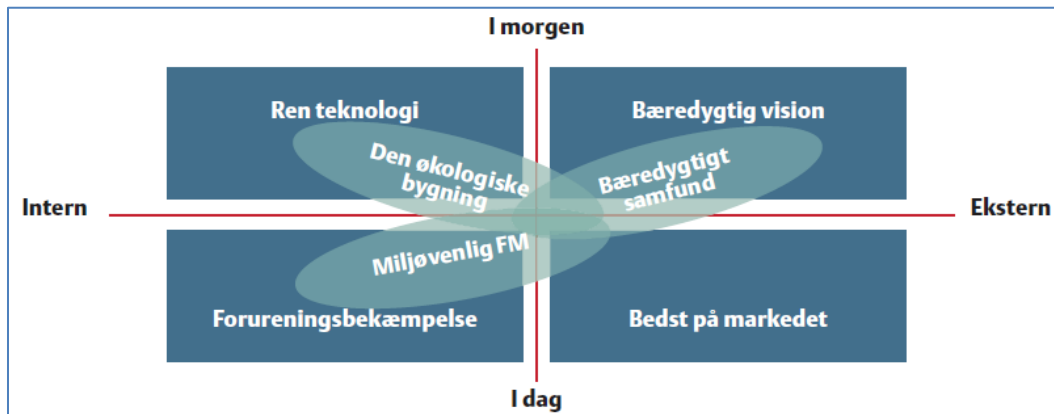 I morgen
Ren teknologi
Bæredygtig vision
Den økologiske
bygning
Bæredygtigt
samfund
Intern
Ekstern
Miljøvenlig FM
Forureningsbekæmpelse
Bedst på markedet
I dag